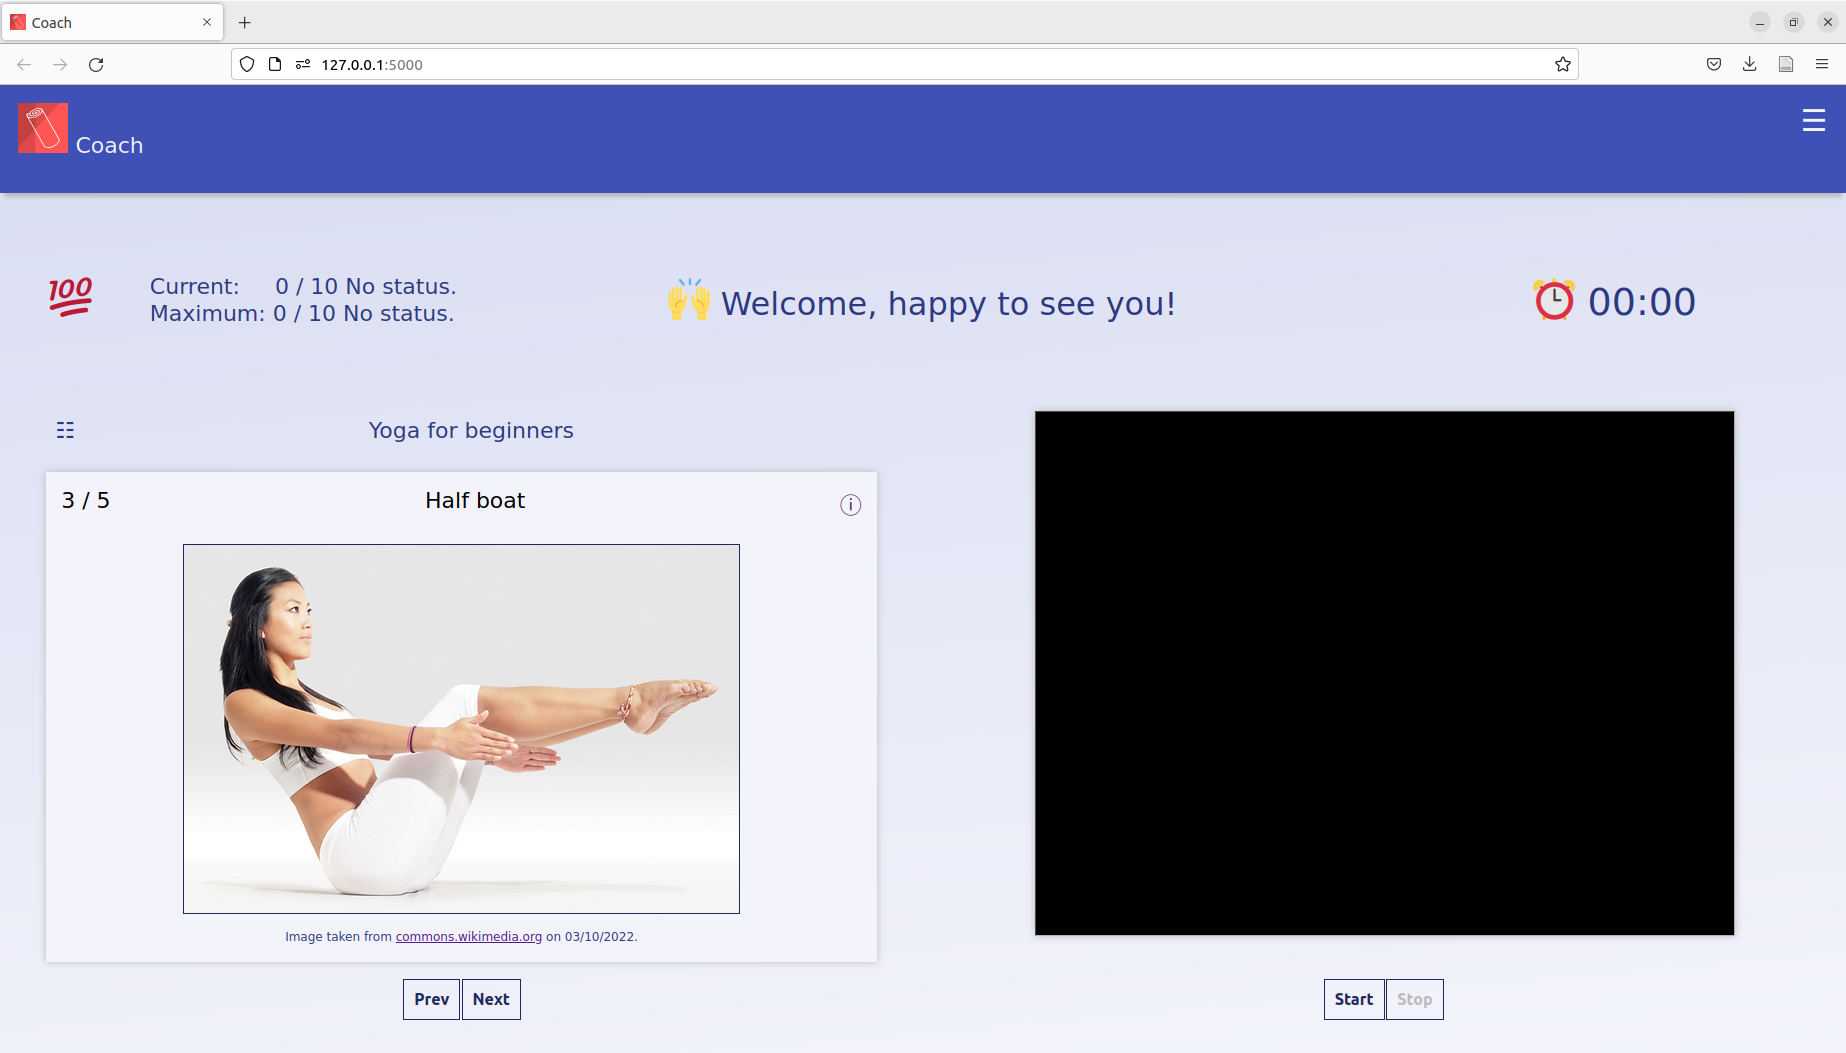 Coach
127.0.0.1:5000
Coach
100
Current: 0 / 10 No status.
Maximum: 0 / 10 No status.
Welcome, happy to see you!
00:00
Yoga for beginners
3 / 5
Half boat
i
Image taken from commons.wikimedia.org on 03/10/2022.
Prev
Next
Start
Stop